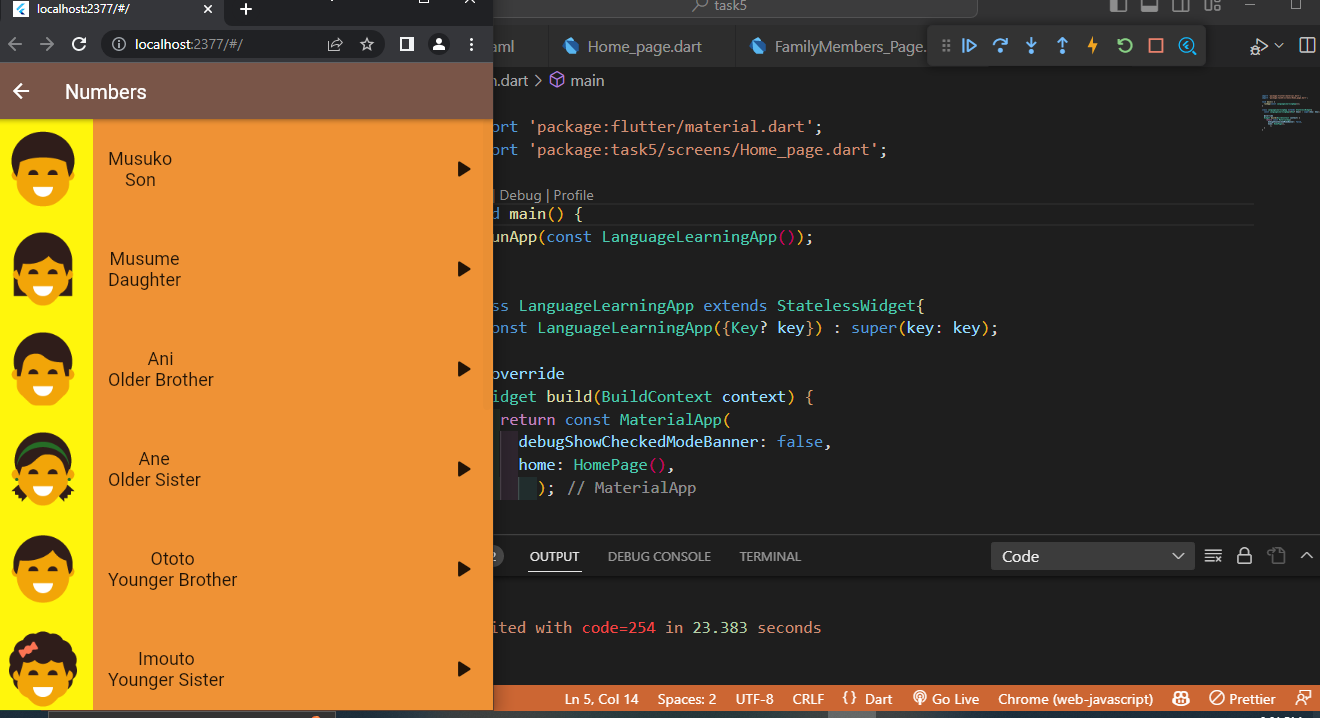 localhost:2377/#/
task5
localhost:2377/#/
Home_page.dart
FamilyMembers_Page.
main
Numbers
'package:flutter/material.dart';
'package:task5/screens/Home_page.dart';
| Debug | Profile
main() {
unApp(const LanguageLearningApp());
ss LanguageLearningApp extends StatelessWidget{
onst LanguageLearningApp({Key? key}) : super(key: key);
override
idget build(BuildContext context) {
return const MaterialApp(
debugShowCheckedModeBanner: false,
home: HomePage(),
); // MaterialApp
Musuko
Son
Musume
Daughter
Ani
Older Brother
Ane
Older Sister
Ototo
Younger Brother
Imouto
Younger Sister
2 OUTPUT DEBUG CONSOLE TERMINAL Code
ited with code=254 in 23.383 seconds
Ln 5, Col 14 Spaces: 2 UTF-8 CRLF {} Dart Go Live Chrome (web-javascript) Prettier